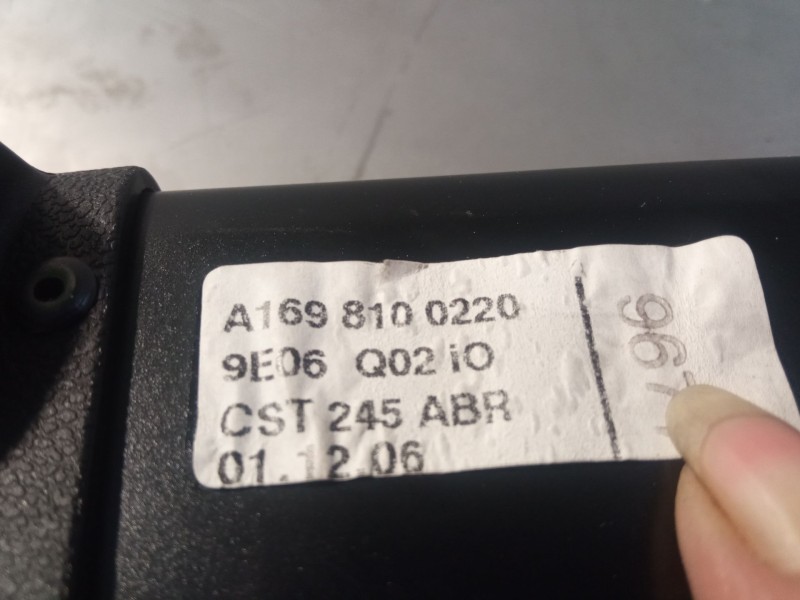 A169 810 0220
9E06 Q02 iO
CST 245 ABR
01.12.06